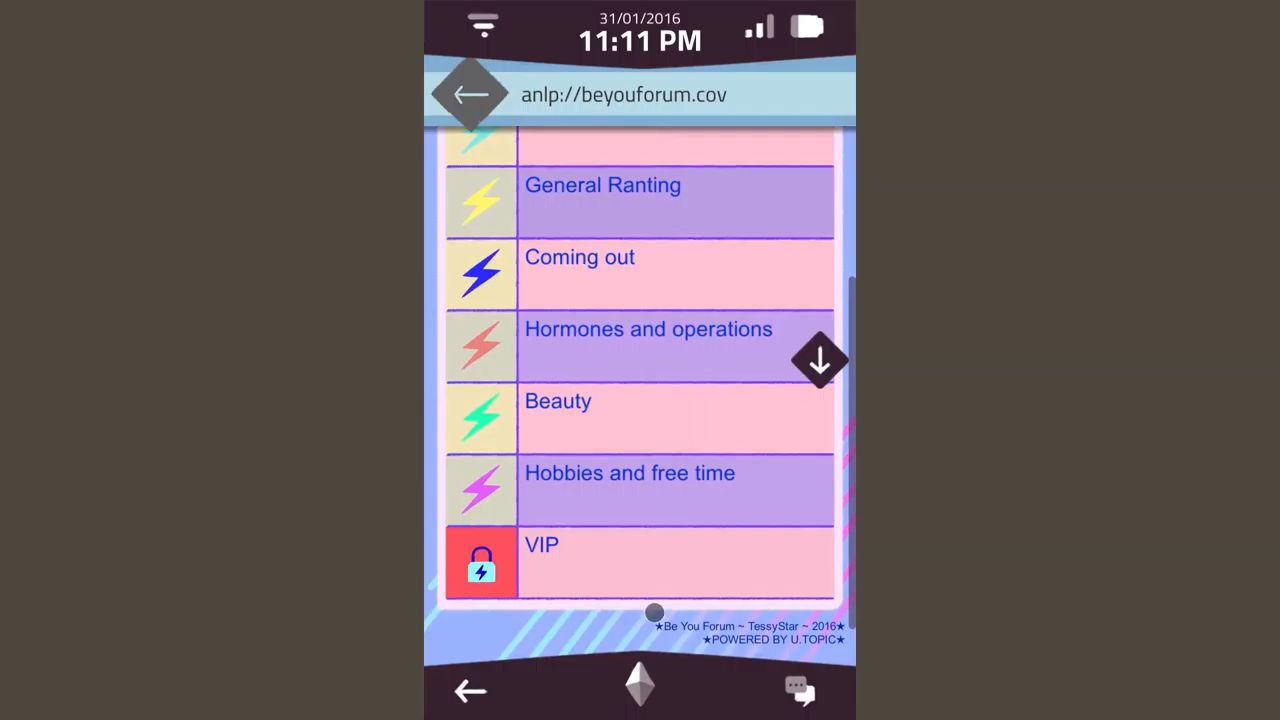 31/01/2016
11:11 PM
anlp://beyouforum.cov
General Ranting
Coming out
Hormones and operations
Beauty
Hobbies and free time
VIP
★Be You Forum ~ TessyStar ~ 2016★
★POWERED BY U.TOPIC★